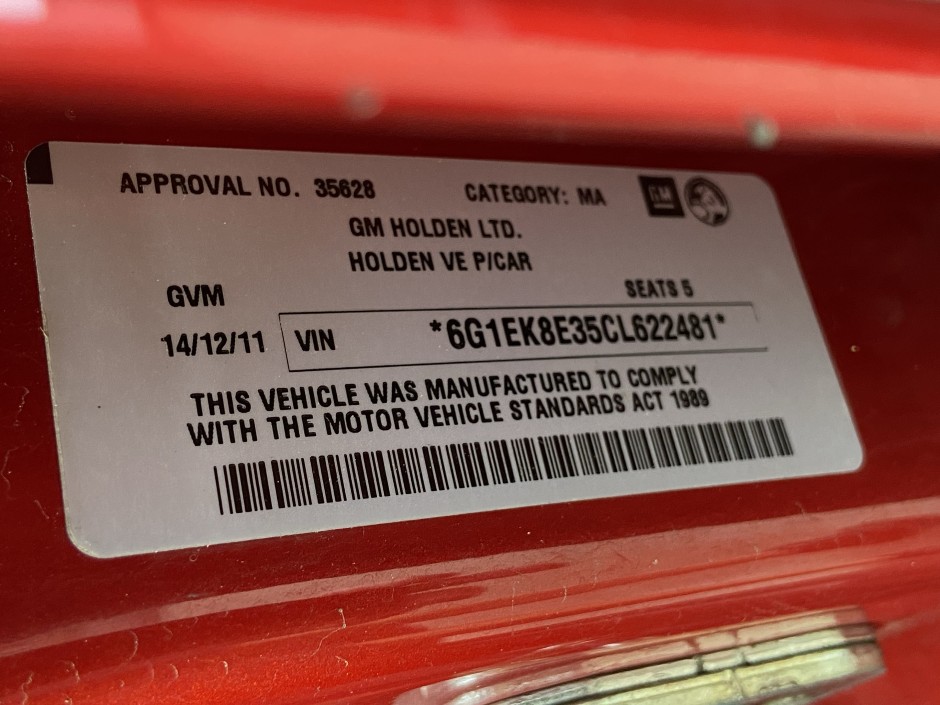 APPROVAL NO. 35628 CATEGORY: MA GM
GM HOLDEN LTD.
HOLDEN VE P/CAR
GVM SEATS 5
14/12/11 VIN *6G1EK8E35CL622481*
THIS VEHICLE WAS MANUFACTURED TO COMPLY
WITH THE MOTOR VEHICLE STANDARDS ACT 1989